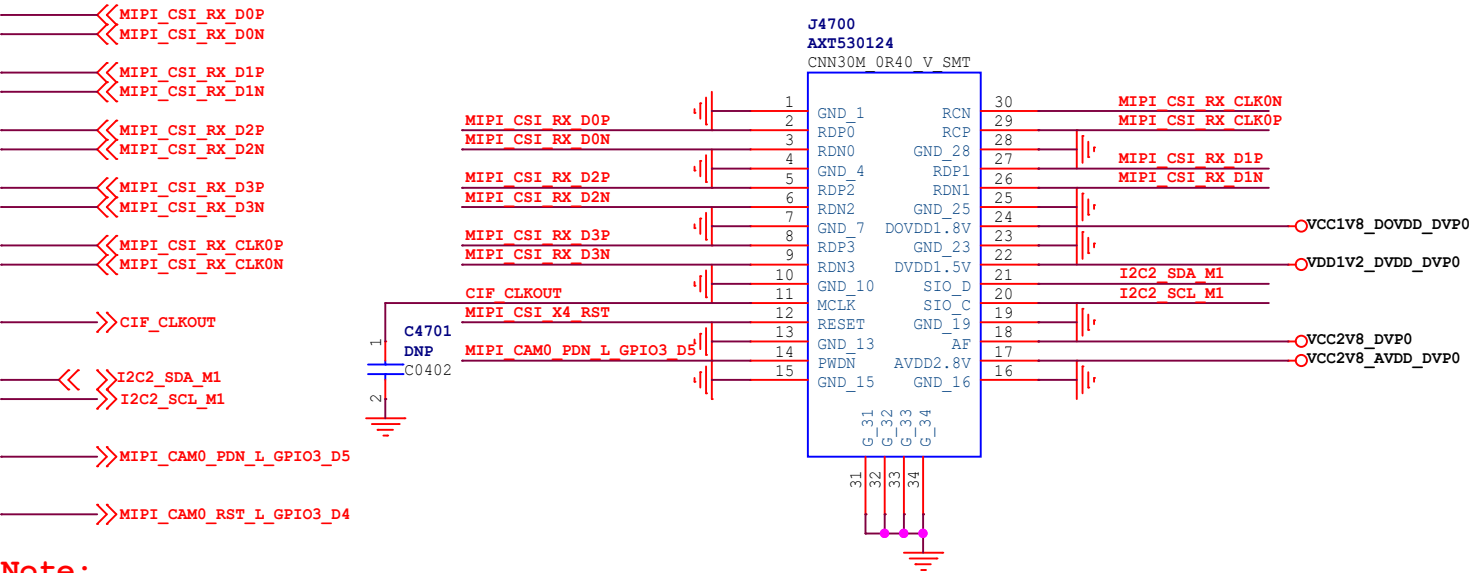 MIPI_CSI_RX_D0P
MIPI_CSI_RX_D0N
MIPI_CSI_RX_D1P
MIPI_CSI_RX_D1N
MIPI_CSI_RX_D2P
MIPI_CSI_RX_D2N
MIPI_CSI_RX_D3P
MIPI_CSI_RX_D3N
MIPI_CSI_RX_CLK0P
MIPI_CSI_RX_CLK0N
CIF_CLKOUT
I2C2_SDA_M1
I2C2_SCL_M1
MIPI_CAM0_PDN_L_GPIO3_D5
MIPI_CAM0_RST_L_GPIO3_D4
Note:
1
C4701
DNP
C0402
2
J4700
AXT530124
CNN30M_0R40_V_SMT
1 GND_1
MIPI_CSI_RX_D0P 2 RDP0
MIPI_CSI_RX_D0N 3 RDN0
4 GND_4
MIPI_CSI_RX_D2P 5 RDP2
MIPI_CSI_RX_D2N 6 RDN2
7 GND_7
MIPI_CSI_RX_D3P 8 RDP3
MIPI_CSI_RX_D3N 9 RDN3
10 GND_10
CIF_CLKOUT 11 MCLK
MIPI_CSI_X4_RST 12 RESET
13 GND_13
MIPI_CAM0_PDN_L_GPIO3_D5 14 PWDN
15 GND_15
RCN 30 MIPI_CSI_RX_CLK0N
RCP 29 MIPI_CSI_RX_CLK0P
GND_28 28
RDP1 27 MIPI_CSI_RX_D1P
RDN1 26 MIPI_CSI_RX_D1N
GND_25 25
DOVDD1.8V 24 VCC1V8_DOVDD_DVP0
GND_23 23
DVDD1.5V 22 VDD1V2_DVDD_DVP0
SIO_D 21 I2C2_SDA_M1
SIO_C 20 I2C2_SCL_M1
GND_19 19
AF 18 VCC2V8_DVP0
AVDD2.8V 17 VCC2V8_AVDD_DVP0
GND_16 16
G_31 G_32 G_33 G_34
31 32 33 34